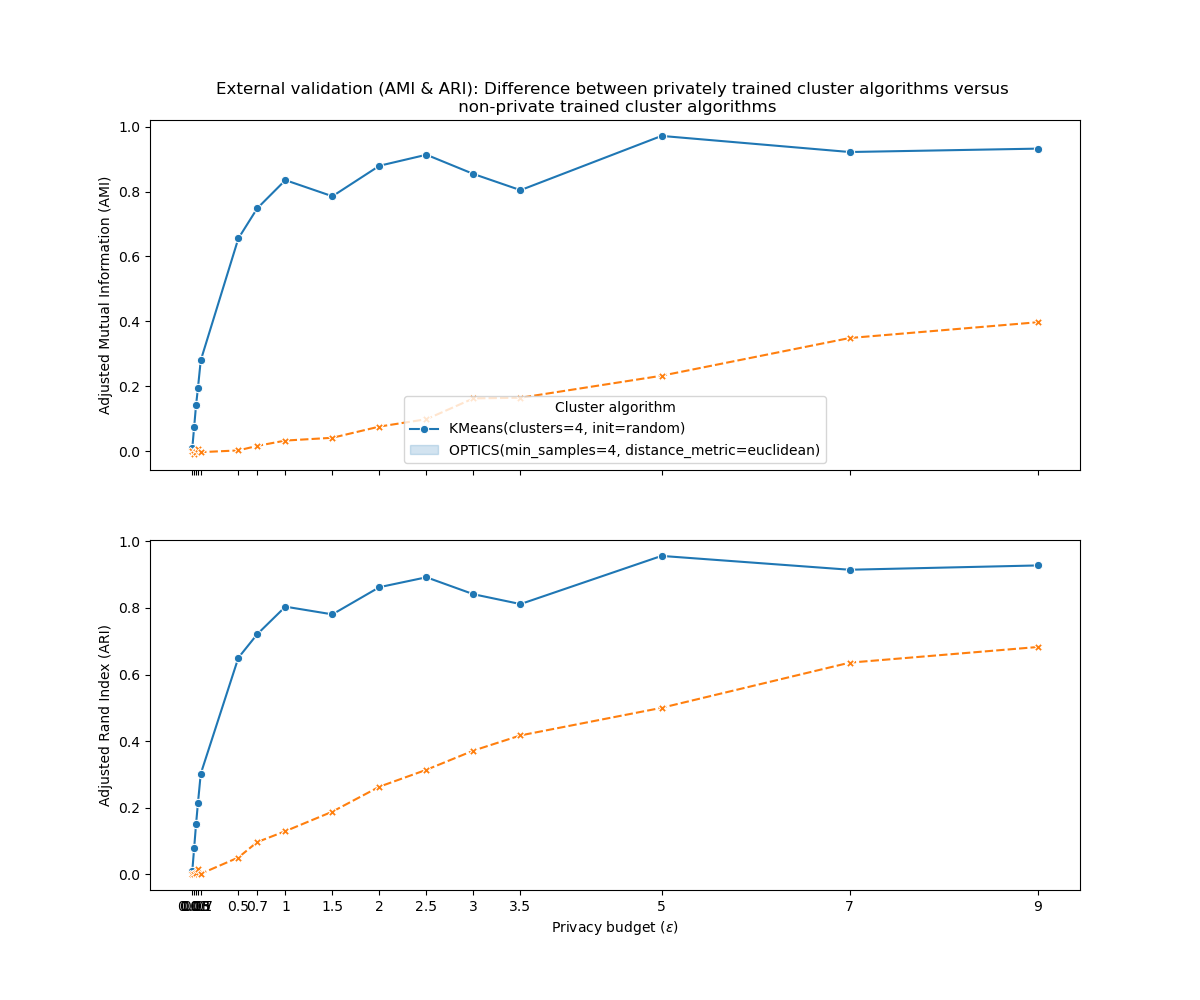 External validation (AMI & ARI): Difference between privately trained cluster algorithms versus
non-private trained cluster algorithms
1.0
0.8
0.6
0.4
0.2
0.0
Adjusted Mutual Information (AMI)
Cluster algorithm
KMeans(clusters=4, init=random)
OPTICS(min_samples=4, distance_metric=euclidean)
1.0
0.8
0.6
0.4
0.2
0.0
Adjusted Rand Index (ARI)
0.5 0.7 1 1.5 2 2.5 3 3.5 5 7 9
Privacy budget (ε)